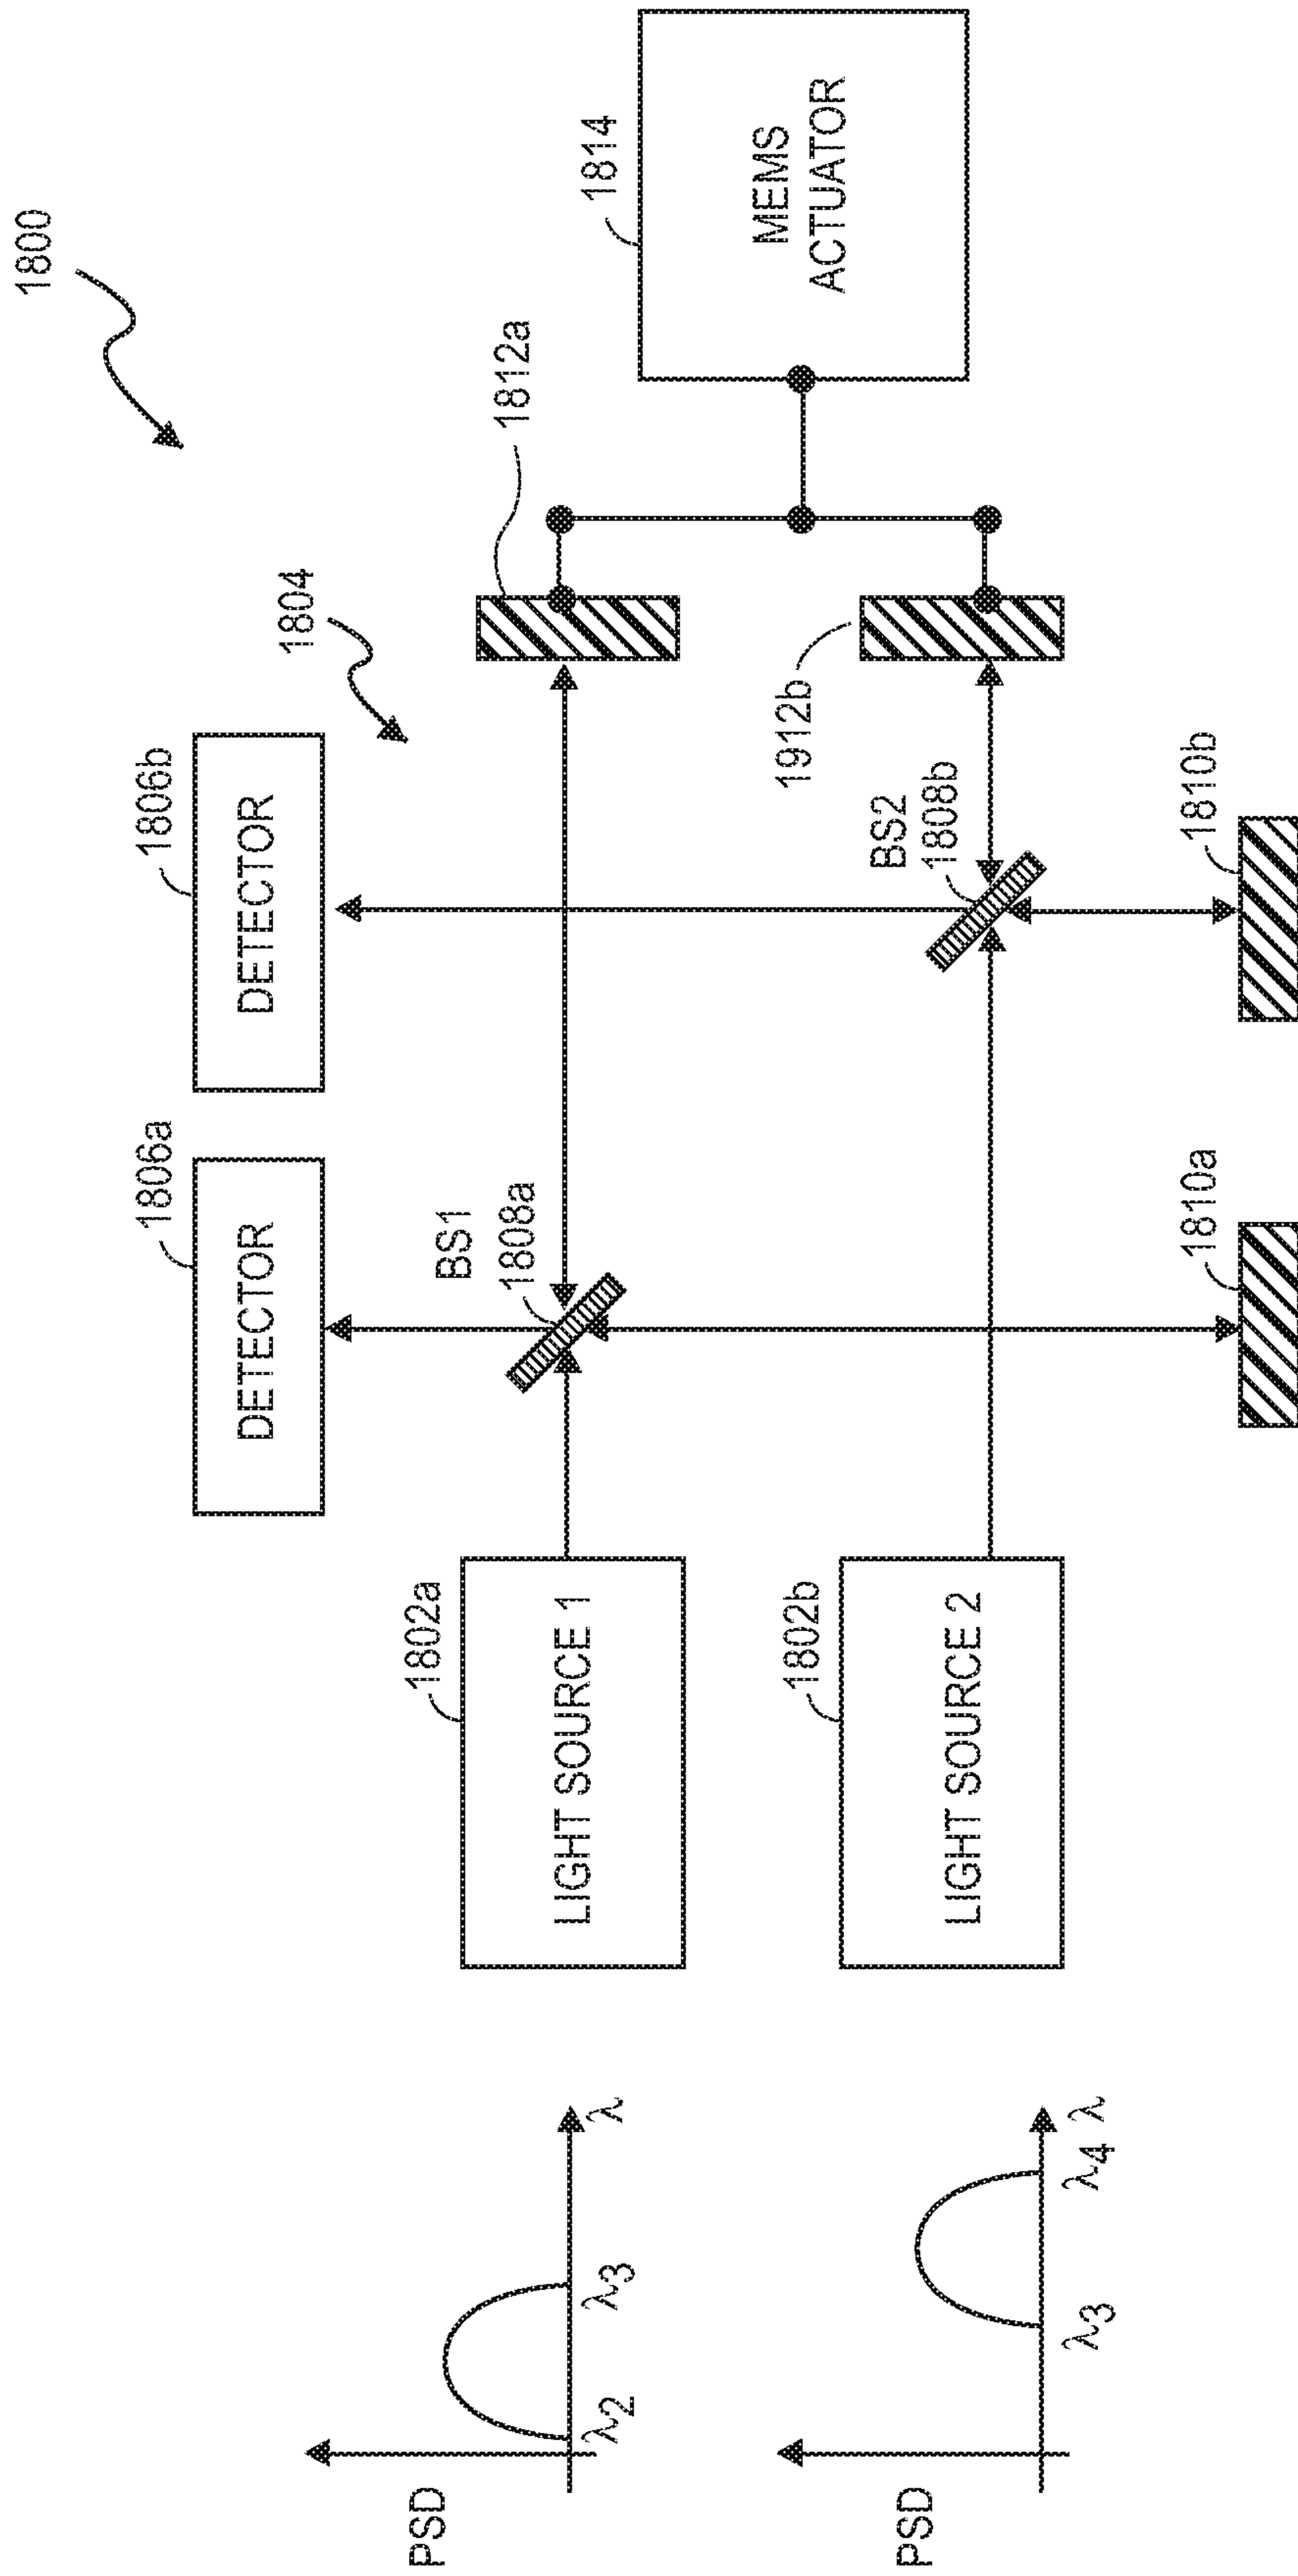 1800
1804
DETECTOR
1806a
DETECTOR
1806b
PSD
λ2
λ3
λ
LIGHT SOURCE 1
1802a
BS1
1808a
1812a
1814
MEMS
ACTUATOR
PSD
λ3
λ4
λ
LIGHT SOURCE 2
1802b
BS2
1808b
1912b
1810a
1810b